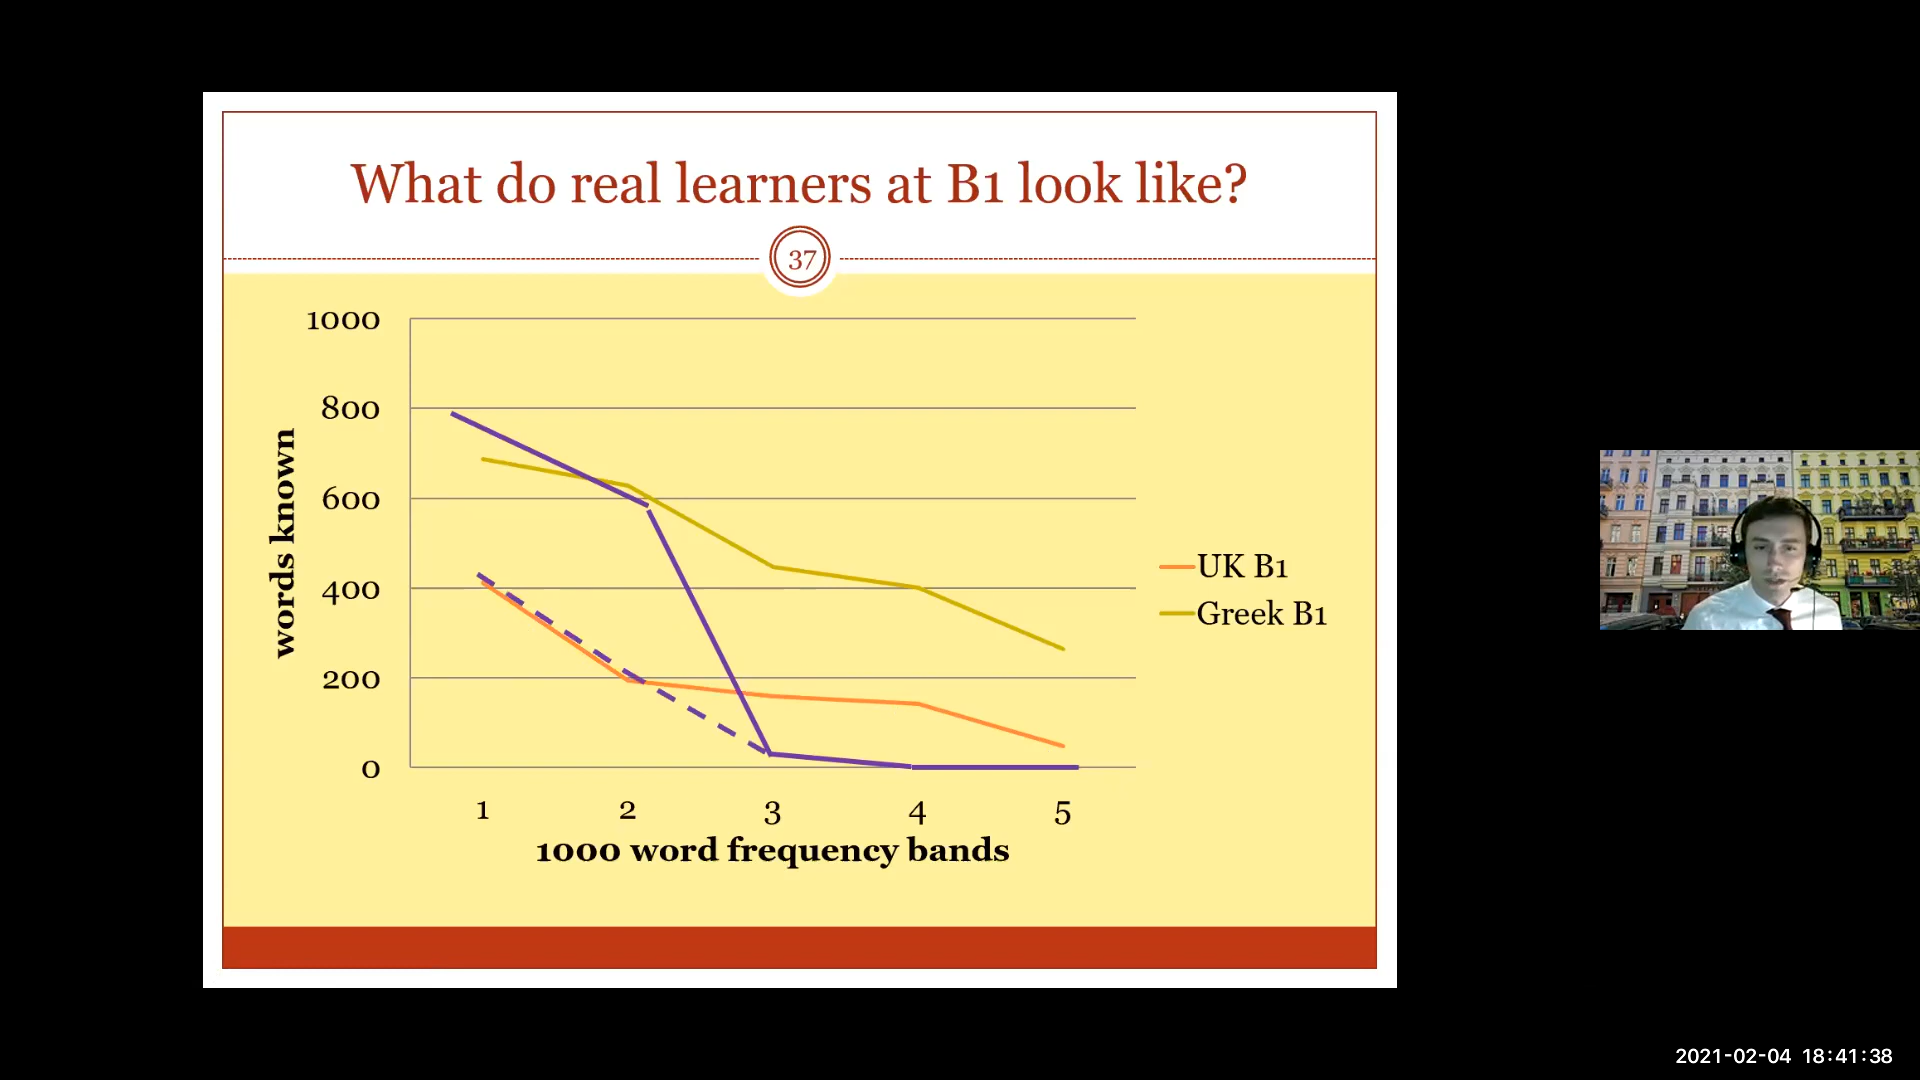 What do real learners at B1 look like?
37
1000
800
600
400
200
0
words known
1 2 3 4 5
1000 word frequency bands
UK B1
Greek B1
2021-02-04 18:41:38